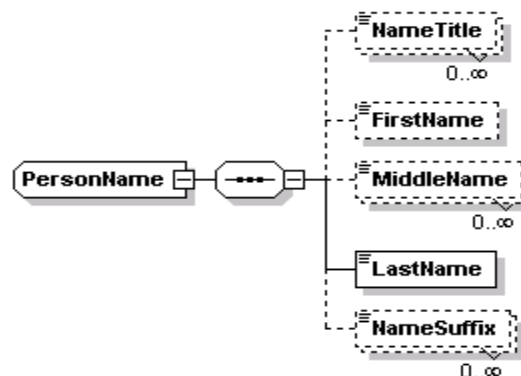 NameTitle
0..∞
FirstName
PersonName
MiddleName
0..∞
LastName
NameSuffix
0..∞